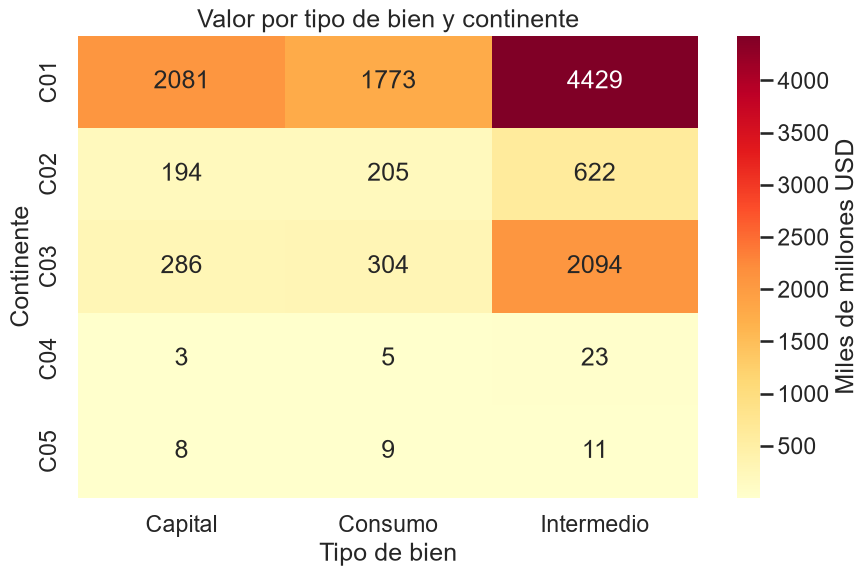 Valor por tipo de bien y continente
Continente
C01
2081 1773 4429
C02
194 205 622
C03
286 304 2094
C04
3 5 23
C05
8 9 11
Capital Consumo Intermedio
Tipo de bien
4000
3500
3000
2500
2000
1500
1000
500
Miles de millones USD